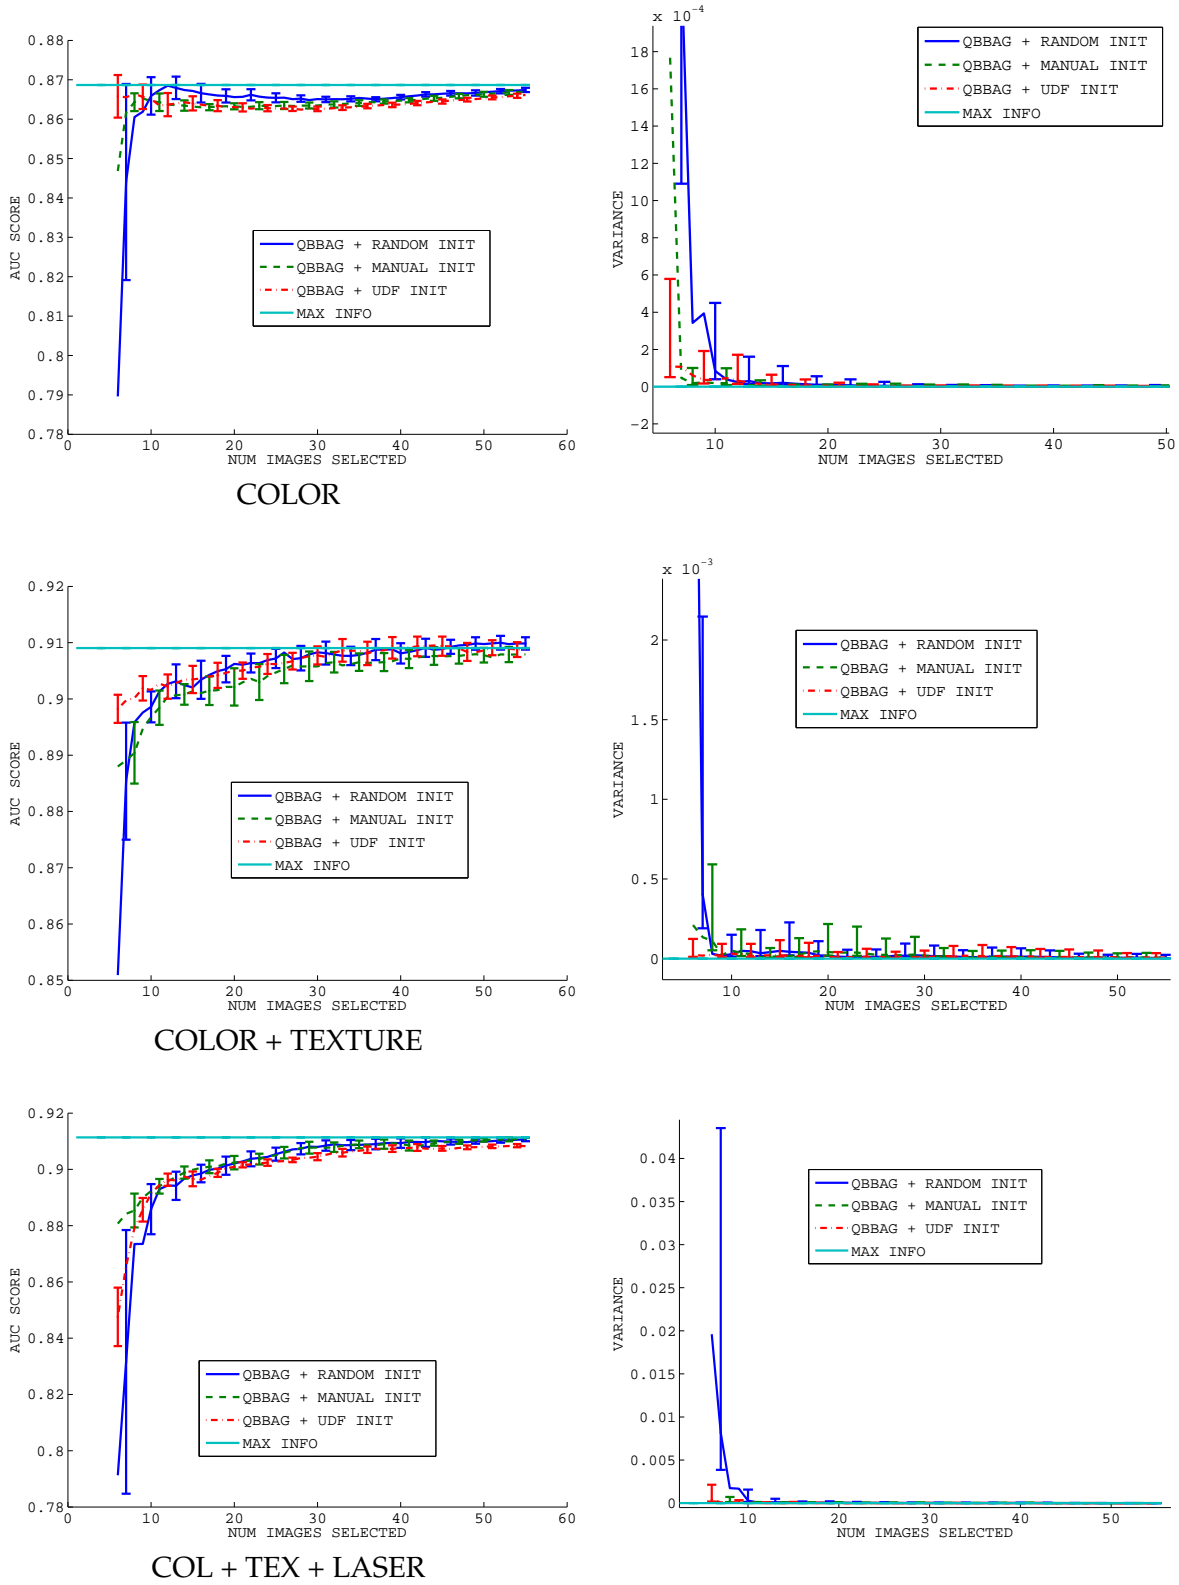 0.88
0.87
0.86
0.85
0.84
0.83
0.82
0.81
0.8
0.79
0.78
AUC SCORE
QBBAG + RANDOM INIT
QBBAG + MANUAL INIT
QBBAG + UDF INIT
MAX INFO
0 10 20 30 40 50 60
NUM IMAGES SELECTED
x 10^-4
18
16
14
12
10
8
6
4
2
0
-2
VARIANCE
QBBAG + RANDOM INIT
QBBAG + MANUAL INIT
QBBAG + UDF INIT
MAX INFO
10 20 30 40 50
NUM IMAGES SELECTED
COLOR
0.92
0.91
0.9
0.89
0.88
0.87
0.86
0.85
AUC SCORE
QBBAG + RANDOM INIT
QBBAG + MANUAL INIT
QBBAG + UDF INIT
MAX INFO
0 10 20 30 40 50 60
NUM IMAGES SELECTED
x 10^-3
2
1.5
1
0.5
0
VARIANCE
QBBAG + RANDOM INIT
QBBAG + MANUAL INIT
QBBAG + UDF INIT
MAX INFO
10 20 30 40 50
NUM IMAGES SELECTED
COLOR + TEXTURE
0.92
0.9
0.88
0.86
0.84
0.82
0.8
0.78
AUC SCORE
QBBAG + RANDOM INIT
QBBAG + MANUAL INIT
QBBAG + UDF INIT
MAX INFO
0 10 20 30 40 50 60
NUM IMAGES SELECTED
0.04
0.035
0.03
0.025
0.02
0.015
0.01
0.005
0
VARIANCE
QBBAG + RANDOM INIT
QBBAG + MANUAL INIT
QBBAG + UDF INIT
MAX INFO
10 20 30 40 50
NUM IMAGES SELECTED
COL + TEX + LASER